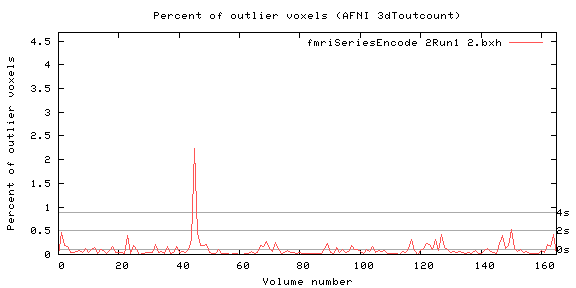 Percent of outlier voxels (AFNI 3dToutcount)
fmriSeriesEncode 2Run1 2.bxh
Percent of outlier voxels
4.5
4
3.5
3
2.5
2
1.5
1
0.5
0
4s
2s
0s
0 20 40 60 80 100 120 140 160
Volume number